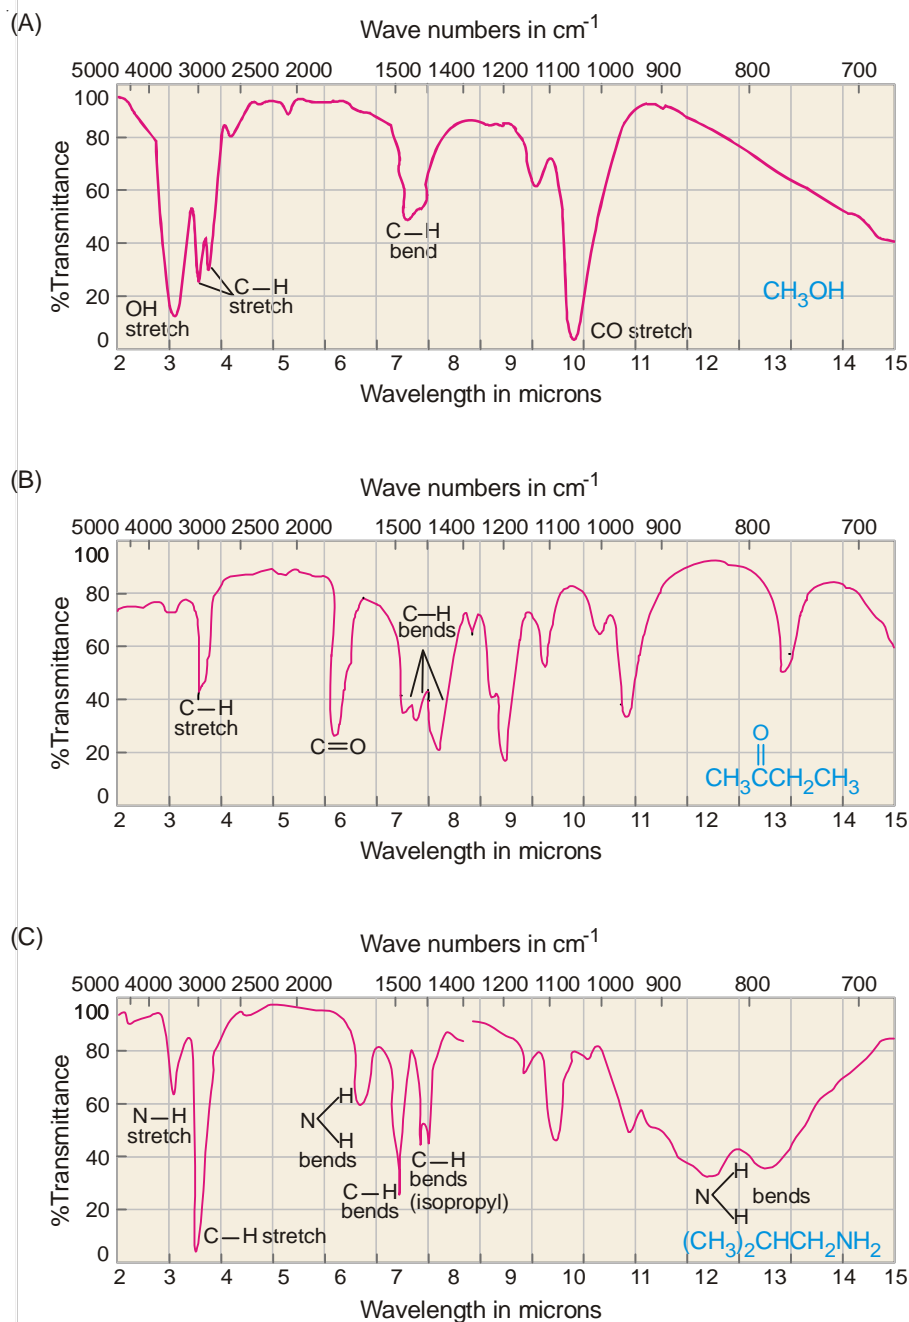 (A)
Wave numbers in cm-1
5000 4000 3000 2500 2000 1500 1400 1200 1100 1000 900 800 700
%Transmittance
100
80
60
40
20
0
OH
stretch
C—H
stretch
C—H
bend
CO stretch
CH3OH
2 3 4 5 6 7 8 9 10 12 13 14 15
Wavelength in microns
(B)
Wave numbers in cm-1
5000 4000 3000 2500 2000 1500 1400 1200 1100 1000 900 800 700
%Transmittance
100
80
60
40
20
0
C—H
stretch
C=O
C—H
bends
O
CH3CCH2CH3
2 3 4 5 6 7 8 9 10 12 13 14 15
Wavelength in microns
(C)
Wave numbers in cm-1
5000 4000 3000 2500 2000 1500 1400 1200 1100 1000 900 800 700
%Transmittance
100
80
60
40
20
0
N—H
stretch
C—H stretch
H
N
H
bends
C—H
bends
C—H
bends
(isopropyl)
H
N bends
H
(CH3)2CHCH2NH2
2 3 4 5 6 7 8 9 10 12 13 14 15
Wavelength in microns